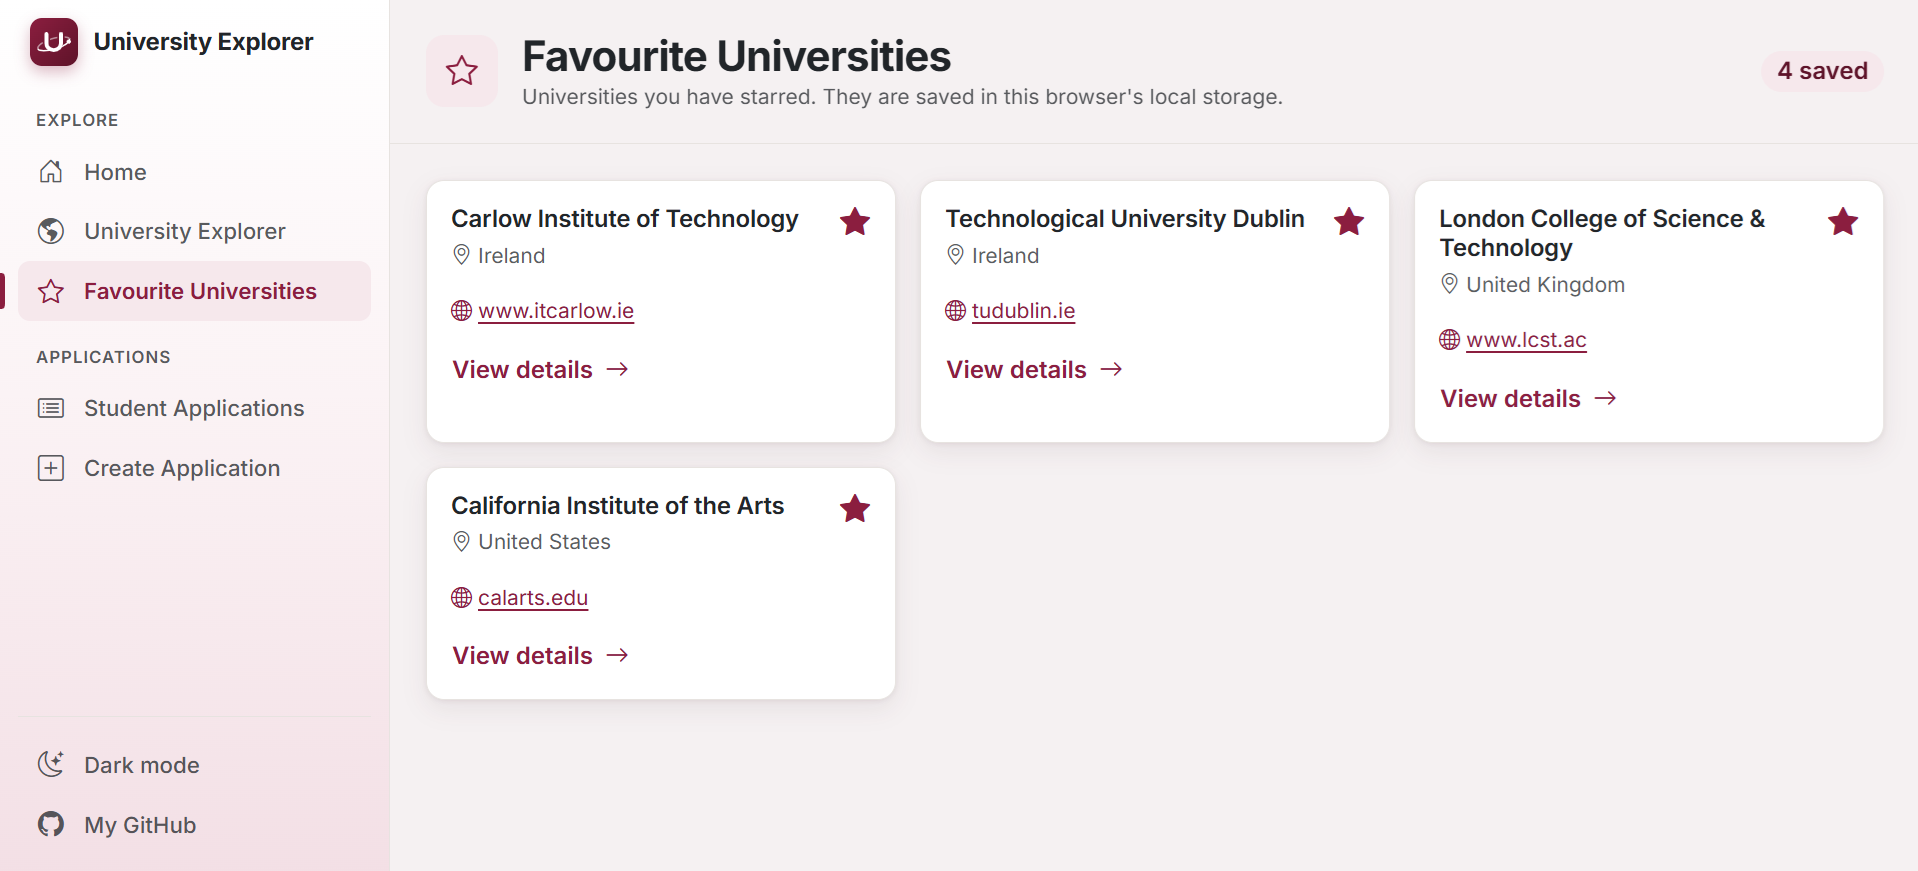 University Explorer
EXPLORE
Home
University Explorer
Favourite Universities
APPLICATIONS
Student Applications
Create Application
Dark mode
My GitHub
Favourite Universities
Universities you have starred. They are saved in this browser's local storage.
4 saved
Carlow Institute of Technology
Ireland
www.itcarlow.ie
View details
Technological University Dublin
Ireland
tudublin.ie
View details
London College of Science &
Technology
United Kingdom
www.lcst.ac
View details
California Institute of the Arts
United States
calarts.edu
View details